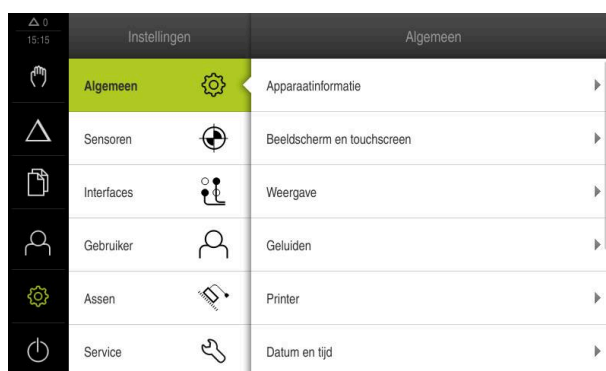 0
15:15
Instellingen
Algemeen
Algemeen
Apparaatinformatie
Sensoren
Beeldscherm en touchscreen
Interfaces
Weergave
Gebruiker
Geluiden
Assen
Printer
Service
Datum en tijd